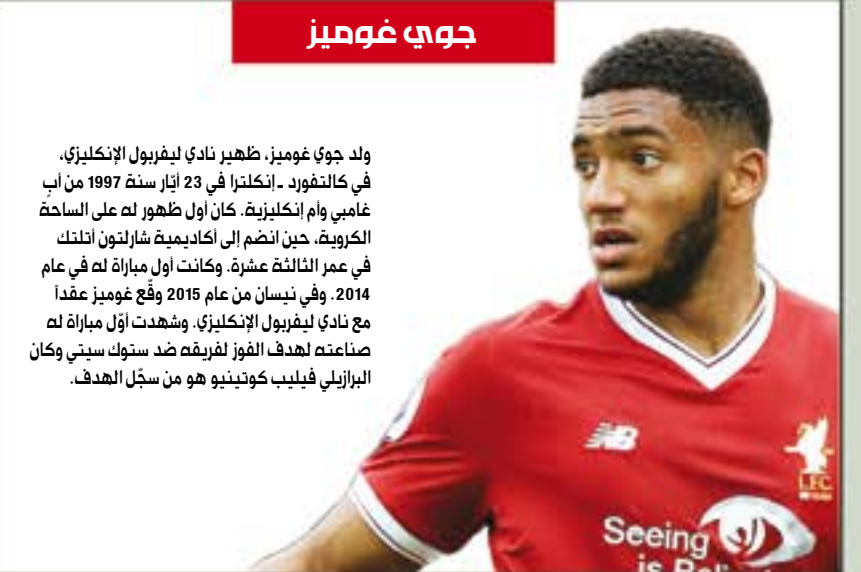 جوي غوميز
ولد جوي غوميز، ظهير نادي ليفربول الإنكليزي،
في كالتفورد ـ إنكلترا في 23 أيّار سنة 1997 من أبٍ
غامبي وأم إنكليزية. كان أول ظهور له على الساحة
الكروية، حين انضم إلى أكاديمية شارلتون أتلتك
في عمر الثالثة عشرة. وكانت أول مباراة له في عام
2014. وفي نيسان من عام 2015 وقّع غوميز عقداً
مع نادي ليفربول الإنكليزي. وشهدت أوّل مباراة له
صناعته لهدف الفوز لفريقه ضد ستوك سيتي وكان
البرازيلي فيليب كوتينيو هو من سجّل الهدف.
NB
L.F.C.
Seeing
is